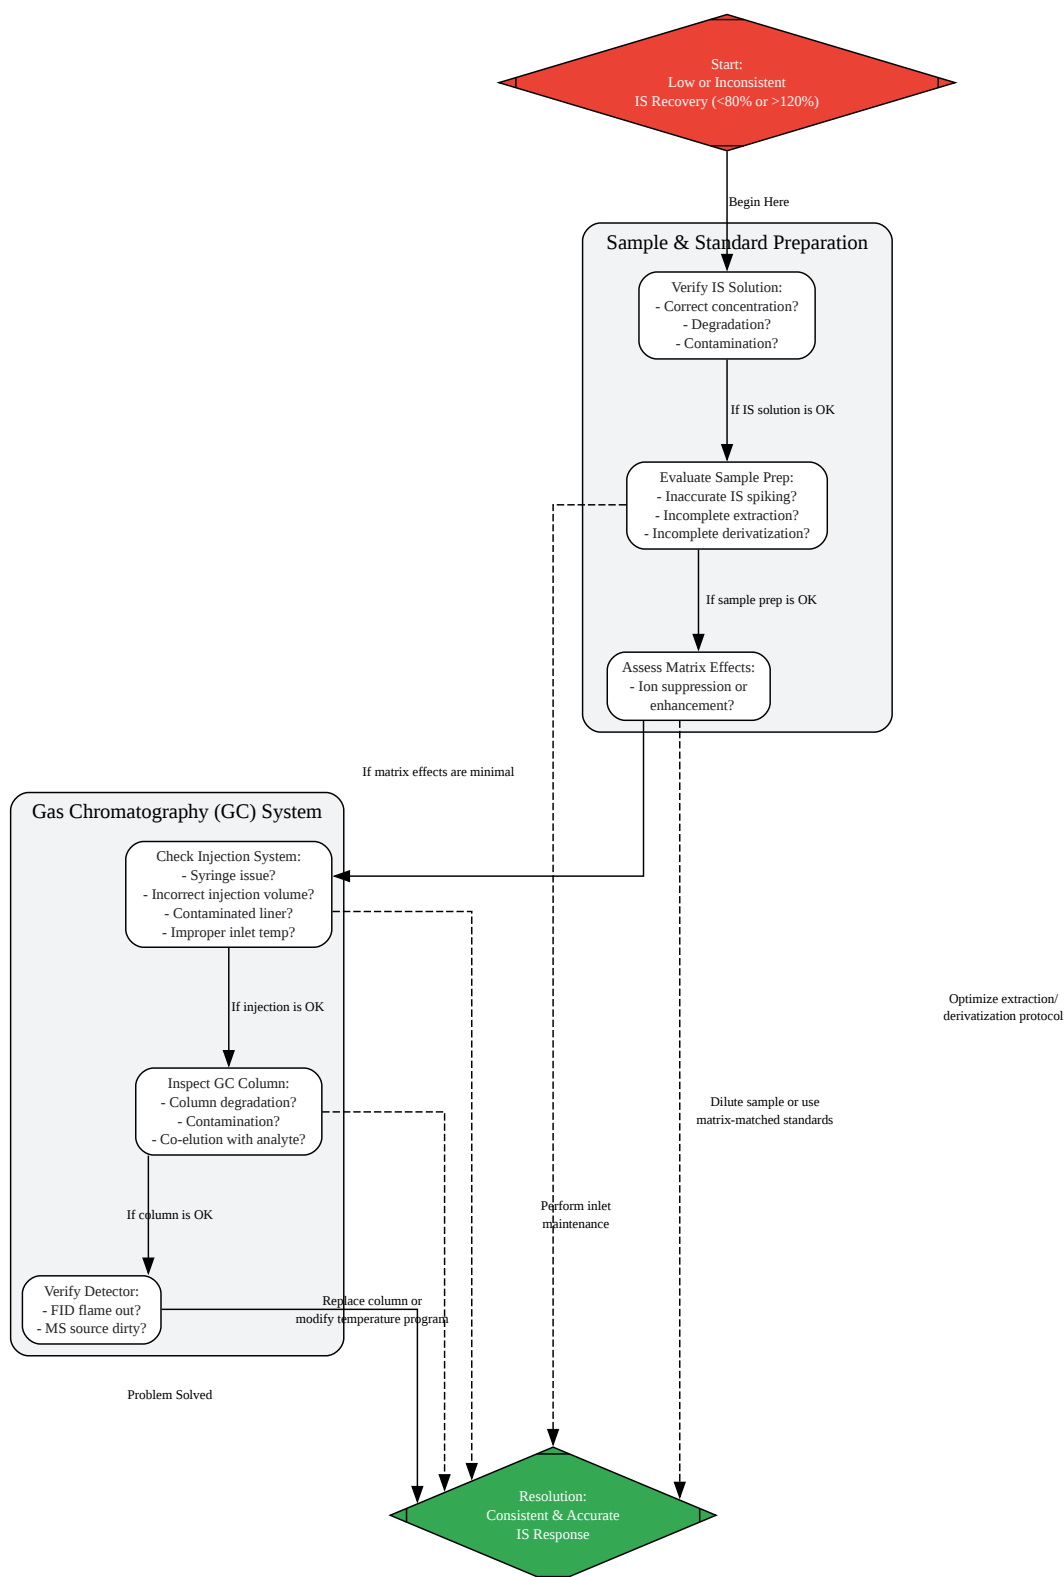 Start:
Low or Inconsistent
IS Recovery (<80% or >120%)
Begin Here
Sample & Standard Preparation
Verify IS Solution:
- Correct concentration?
- Degradation?
- Contamination?
If IS solution is OK
Evaluate Sample Prep:
- Inaccurate IS spiking?
- Incomplete extraction?
- Incomplete derivatization?
If sample prep is OK
Assess Matrix Effects:
- Ion suppression or
enhancement?
If matrix effects are minimal
Gas Chromatography (GC) System
Check Injection System:
- Syringe issue?
- Incorrect injection volume?
- Contaminated liner?
- Improper inlet temp?
If injection is OK
Optimize extraction/
derivatization protocol
Inspect GC Column:
- Column degradation?
- Contamination?
- Co-elution with analyte?
Dilute sample or use
matrix-matched standards
If column is OK
Perform inlet
maintenance
Verify Detector:
- FID flame out?
- MS source dirty?
Replace column or
modify temperature program
Problem Solved
Resolution:
Consistent & Accurate
IS Response